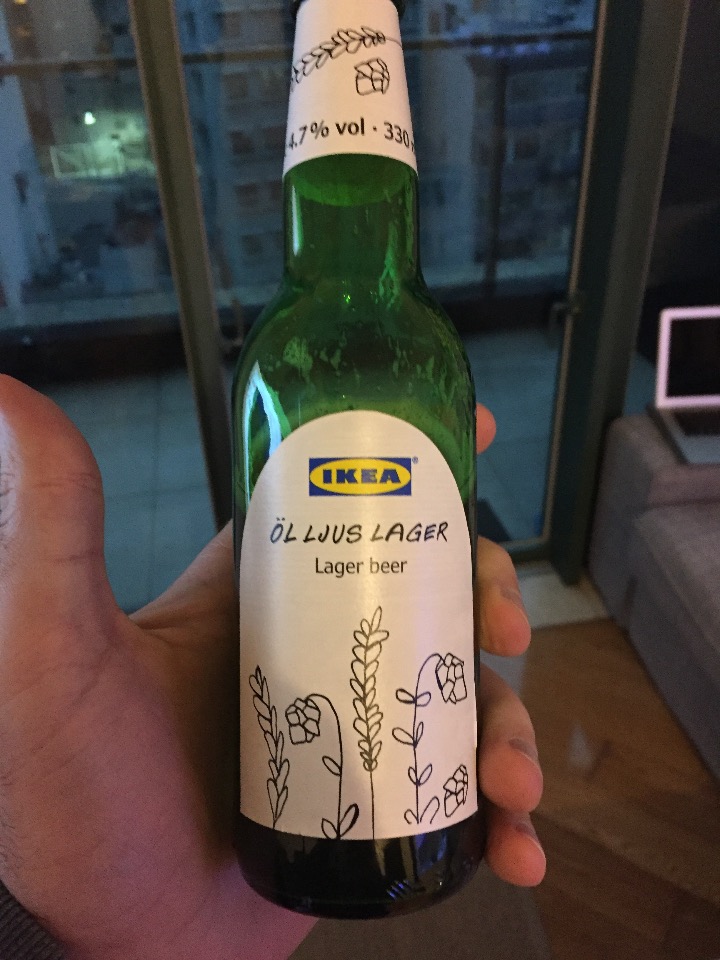 4.7% vol · 330
IKEA®
ÖL LJUS LAGER
Lager beer